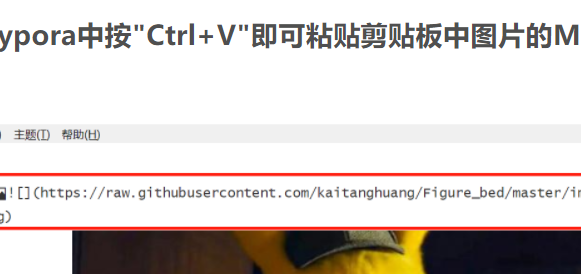 ypora中按"Ctrl+V"即可粘贴剪贴板中图片的M
) 主题(T) 帮助(H)
![](https://raw.githubusercontent.com/kaitanghuang/Figure_bed/master/in
g)